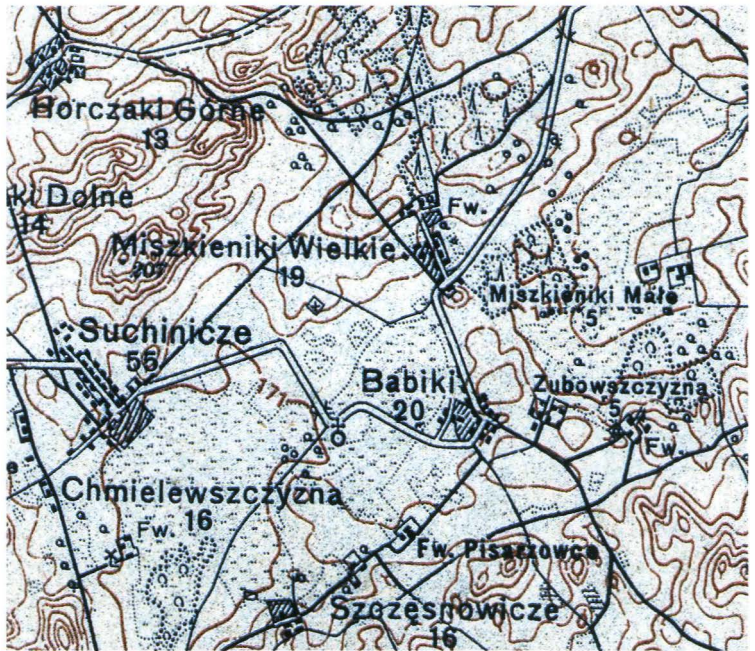 Horczaki Górne
13
ki Dolne
14
Fw.
Miszkieniki Wielkie
19
207
Miszkieniki Małe
5
Suchinicze
56
171
Babiki
20
Zubowszczyzna
5
Fw.
Chmielewszczyzna
16
Fw.
Fw. Pisarzowce
Szczęsnowicze
16
e